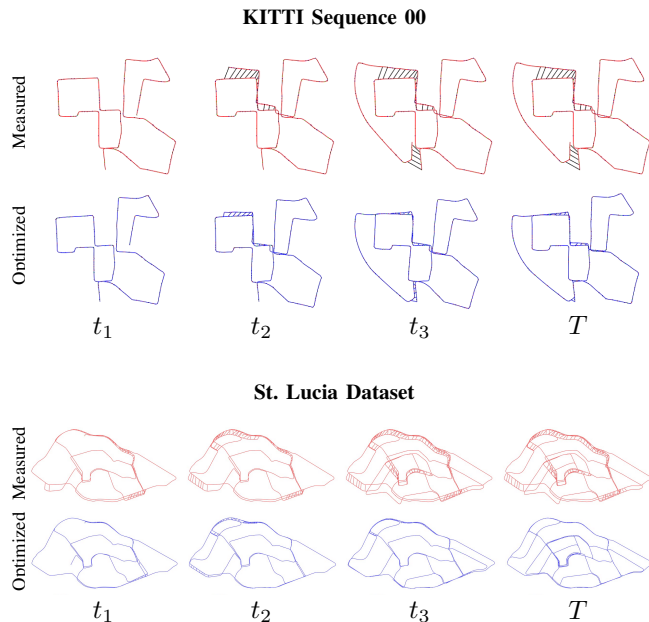 KITTI Sequence 00
Measured
Optimized
t1 t2 t3 T
St. Lucia Dataset
Measured
Optimized
t1 t2 t3 T